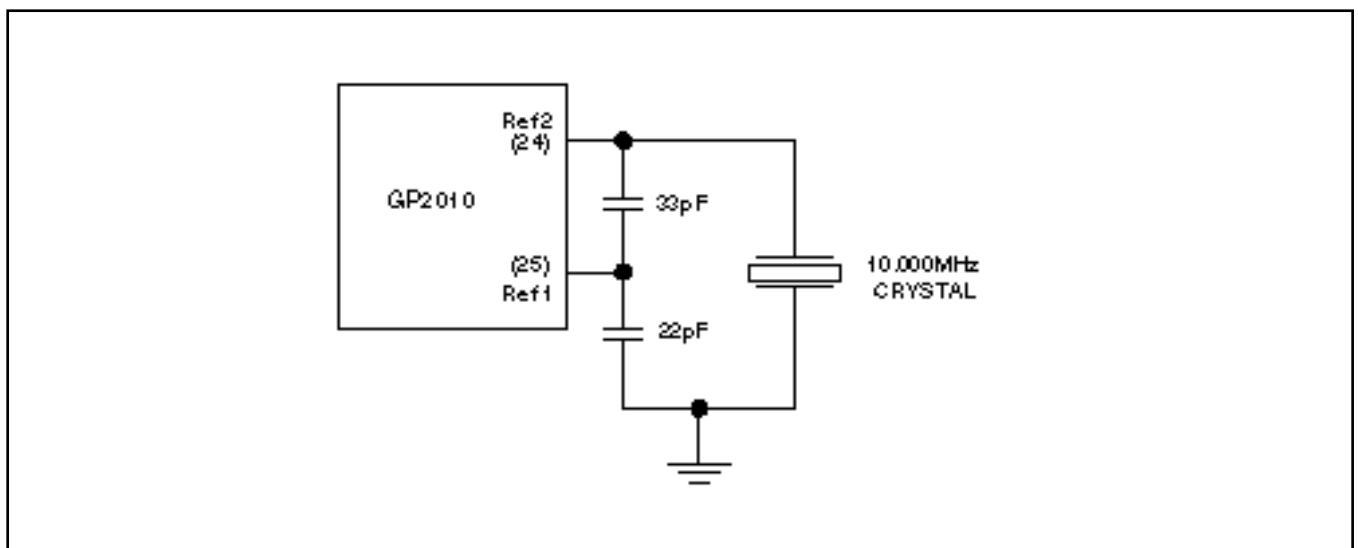 Ref2
(24)
GP2010
33pF
(25)
Ref1
10.000MHz
CRYSTAL
22pF